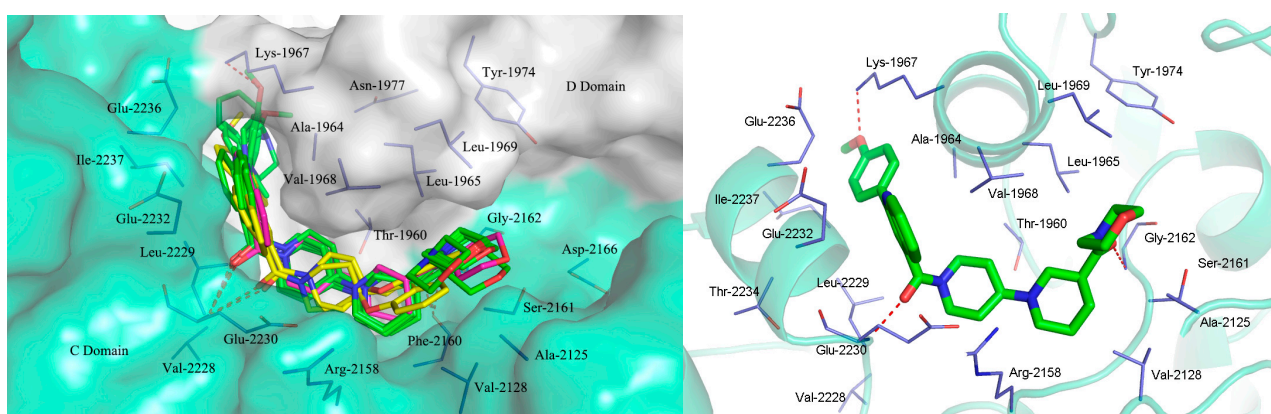 Lys-1967
Tyr-1974
Asn-1977
D Domain
Glu-2236
Ala-1964
Leu-1969
Ile-2237
Val-1968
Leu-1965
Glu-2232
Gly-2162
Thr-1960
Leu-2229
Asp-2166
Ser-2161
Glu-2230
C Domain
Phe-2160
Ala-2125
Val-2228
Arg-2158
Val-2128
Lys-1967
Tyr-1974
Leu-1969
Glu-2236
Ala-1964
Leu-1965
Val-1968
Ile-2237
Glu-2232
Thr-1960
Gly-2162
Ser-2161
Leu-2229
Thr-2234
Ala-2125
Glu-2230
Arg-2158
Val-2128
Val-2228